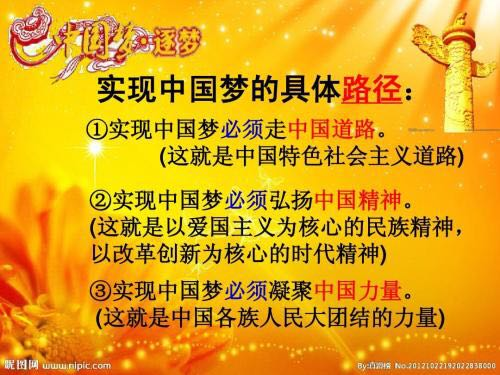 中国梦·逐梦
实现中国梦的具体路径：
①实现中国梦必须走中国道路。
(这就是中国特色社会主义道路)
②实现中国梦必须弘扬中国精神。
(这就是以爱国主义为核心的民族精神，
以改革创新为核心的时代精神)
③实现中国梦必须凝聚中国力量。
(这就是中国各族人民大团结的力量)
昵图网 www.nipic.com
No.20121022192022838000